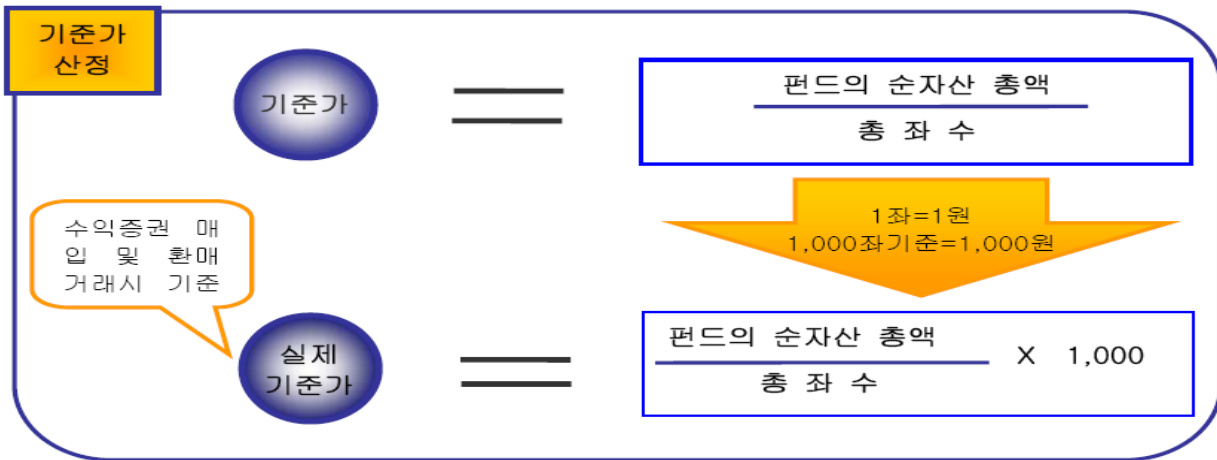 기준가
산정
기준가
펀드의 순자산 총액
총 좌 수
1좌=1원
1,000좌기준=1,000원
수익증권 매
입 및 환매
거래시 기준
실제
기준가
펀드의 순자산 총액
총 좌 수
X 1,000